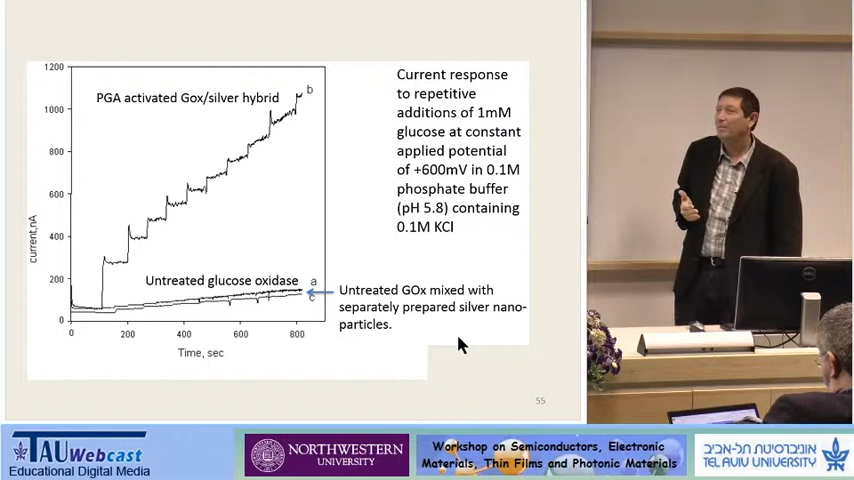 1200
1000
800
600
400
200
0
current,nA
0
200
400
600
800
Time, sec
PGA activated Gox/silver hybrid
b
Untreated glucose oxidase
a
c
Current response
to repetitive
additions of 1mM
glucose at constant
applied potential
of +600mV in 0.1M
phosphate buffer
(pH 5.8) containing
0.1M KCl
Untreated GOx mixed with
separately prepared silver nano-
particles.
55
DELL
TAU Webcast
Educational Digital Media
NORTHWESTERN
UNIVERSITY
Workshop on Semiconductors, Electronic
Materials, Thin Films and Photonic Materials
אוניברסיטת תל-אביב
TEL AVIV UNIVERSITY